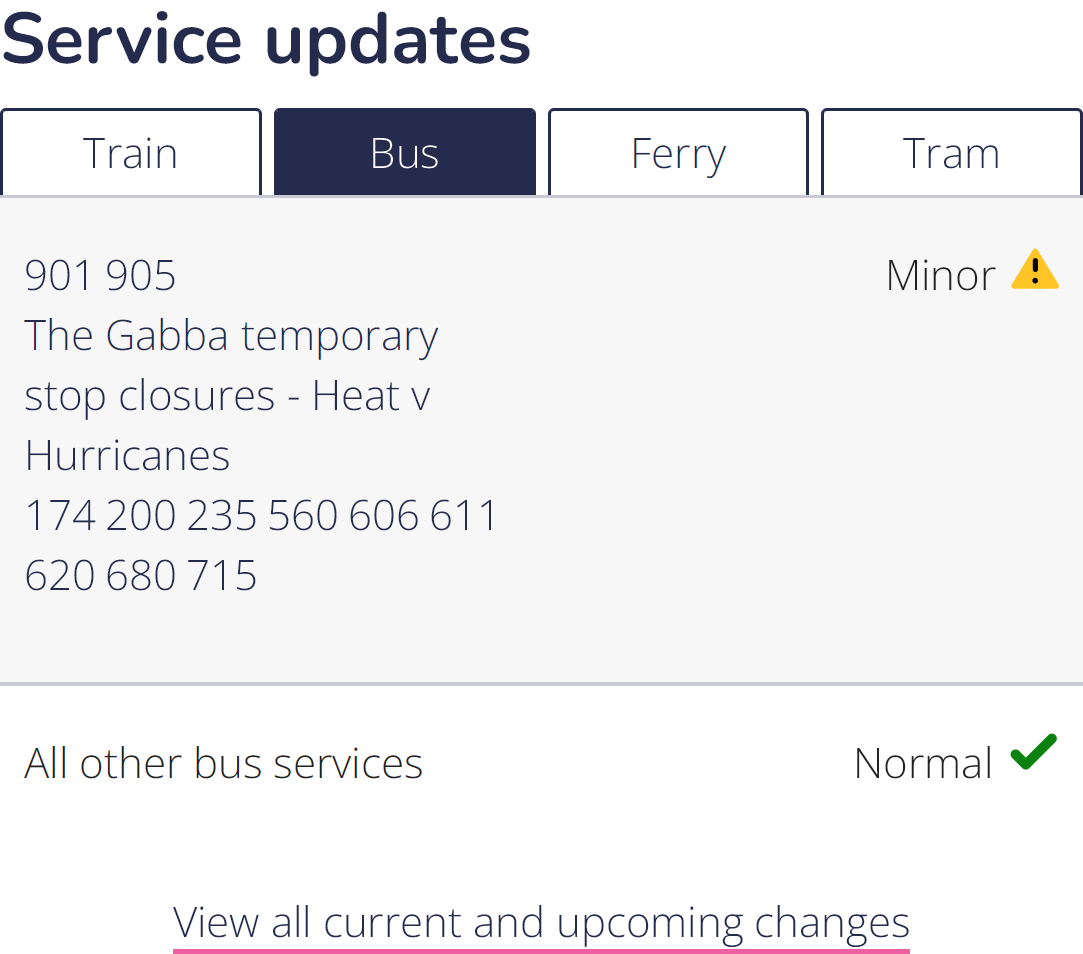 Service updates
Train
Bus
Ferry
Tram
901 905
Minor
The Gabba temporary
stop closures - Heat v
Hurricanes
174 200 235 560 606 611
620 680 715
All other bus services
Normal
View all current and upcoming changes